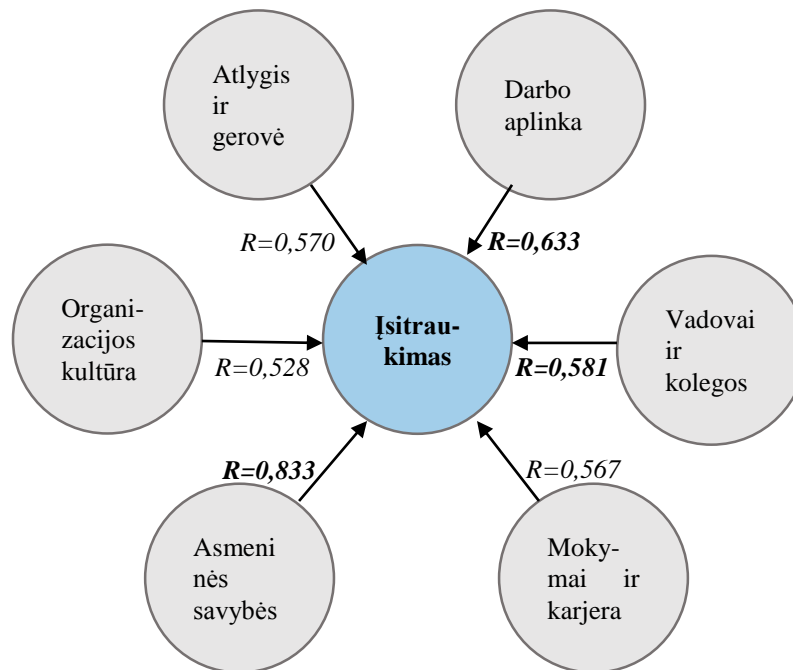 Atlygis
ir
gerovė
Darbo
aplinka
R=0,570
R=0,633
Organi-
zacijos
kultūra
Įsitrau-
kimas
Vadovai
ir
kolegos
R=0,528
R=0,581
R=0,833
R=0,567
Asmeni
nės
savybės
Moky-
mai ir
karjera